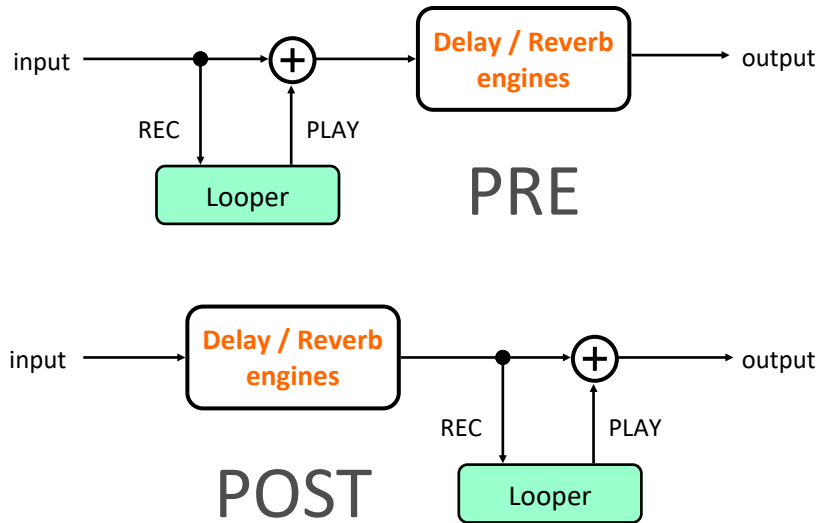 input
Delay / Reverb
engines
output
REC
PLAY
Looper
PRE
input
Delay / Reverb
engines
output
REC
PLAY
Looper
POST